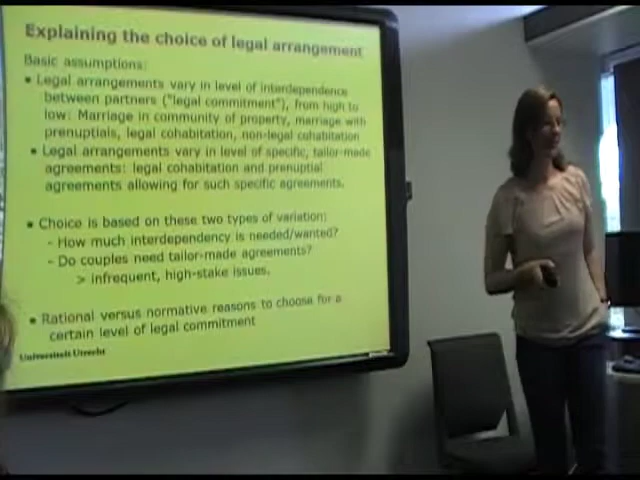 Explaining the choice of legal arrangement
Basic assumptions:
• Legal arrangements vary in level of interdependence
between partners ("legal commitment"), from high to
low: Marriage in community of property, marriage with
prenuptials, legal cohabitation, non-legal cohabitation
• Legal arrangements vary in level of specific, tailor-made
agreements: legal cohabitation and prenuptial
agreements allowing for such specific agreements.
• Choice is based on these two types of variation:
- How much interdependency is needed/wanted?
- Do couples need tailor-made agreements?
> infrequent, high-stake issues.
• Rational versus normative reasons to choose for a
certain level of legal commitment
Universiteit Utrecht